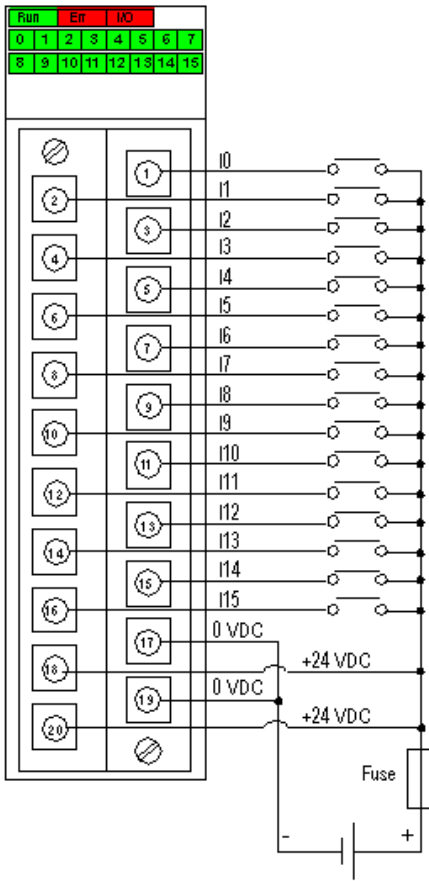 Run Err I/O
0 1 2 3 4 5 6 7
8 9 10 11 12 13 14 15
1 I0
2 I1
3 I2
4 I3
5 I4
6 I5
7 I6
8 I7
9 I8
10 I9
11 I10
12 I11
13 I12
14 I13
15 I14
16 I15
17 0 VDC
18 +24 VDC
19 0 VDC
20 +24 VDC
Fuse
- +